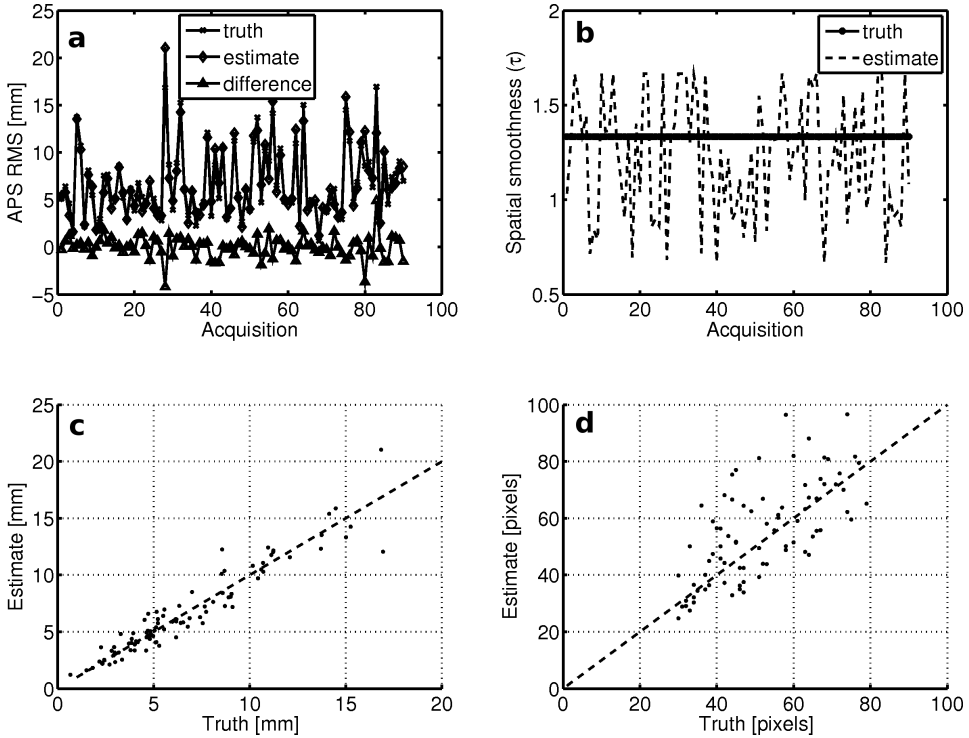 a
truth
estimate
difference
APS RMS [mm]
25
20
15
10
5
0
−5
0 20 40 60 80 100
Acquisition
b
truth
estimate
Spatial smoothness (τ)
2
1.5
1
0.5
0 20 40 60 80 100
Acquisition
c
Estimate [mm]
25
20
15
10
5
0
0 5 10 15 20
Truth [mm]
d
Estimate [pixels]
100
80
60
40
20
0
0 20 40 60 80 100
Truth [pixels]